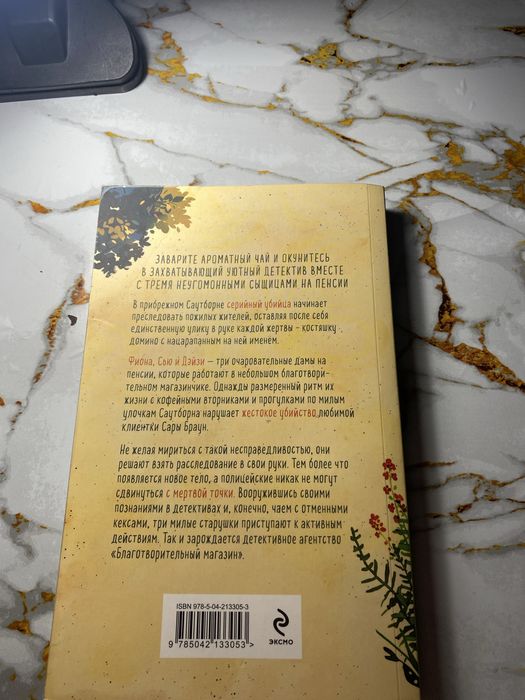 ЗАВАРИТЕ АРОМАТНЫЙ ЧАЙ И ОКУНИТЕСЬ
В ЗАХВАТЫВАЮЩИЙ УЮТНЫЙ ДЕТЕКТИВ ВМЕСТЕ
С ТРЕМЯ НЕУГОМОННЫМИ СЫЩИЦАМИ НА ПЕНСИИ
В прибрежном Саутборне серийный убийца начинает
преследовать пожилых жителей, оставляя после себя
единственную улику в руке каждой жертвы – костяшку
домино с нацарапанным на ней именем.
Фиона, Сью и Дэйзи – три очаровательные дамы на
пенсии, которые работают в небольшом благотвори-
тельном магазинчике. Однажды размеренный ритм их
жизни с кофейными вторниками и прогулками по милым
улочкам Саутборна нарушает жестокое убийство любимой
клиентки Сары Браун.
Не желая мириться с такой несправедливостью, они
решают взять расследование в свои руки. Тем более что
появляется новое тело, а полицейские никак не могут
сдвинуться с мертвой точки. Вооружившись своими
познаниями в детективах и, конечно, чаем с отменными
кексами, три милые старушки приступают к активным
действиям. Так и зарождается детективное агентство
«Благотворительный магазин».
ISBN 978-5-04-213305-3
9 785042 133053 >
ЭКСМО